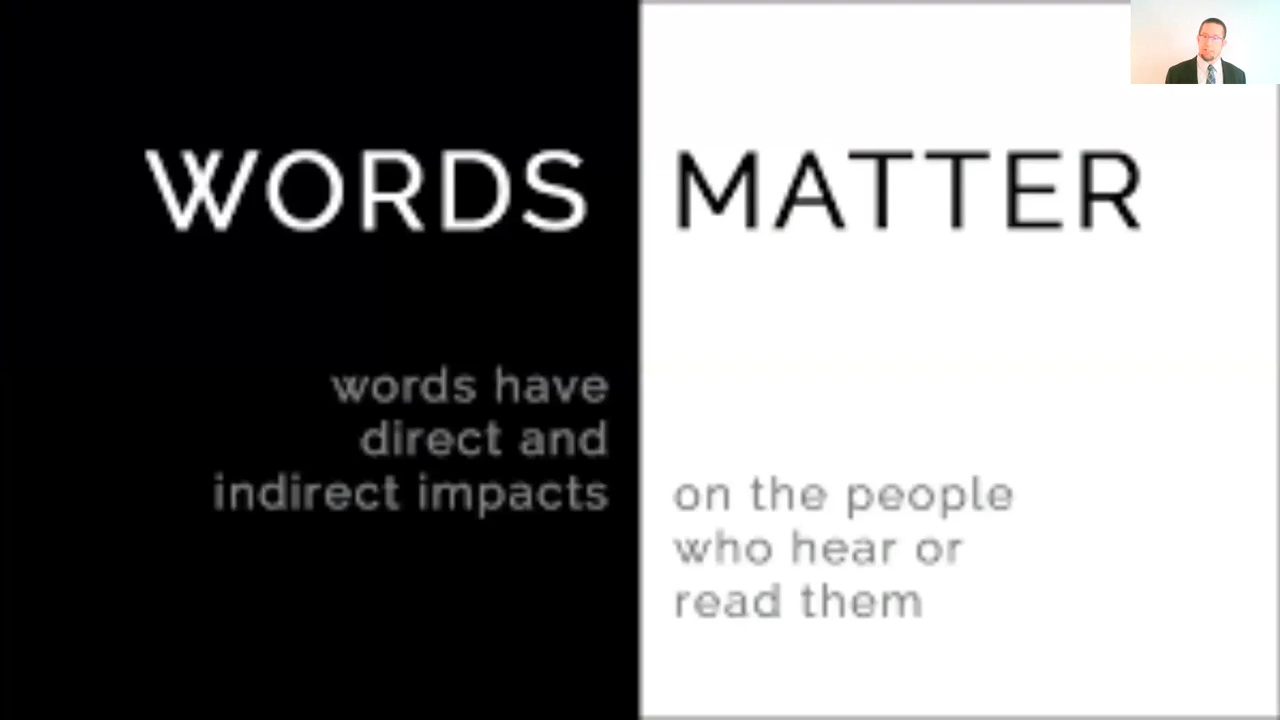 WORDS MATTER
words have
direct and
indirect impacts
on the people
who hear or
read them